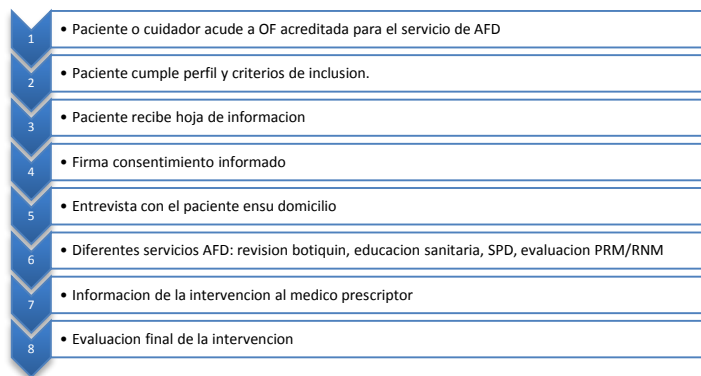 1 • Paciente o cuidador acude a OF acreditada para el servicio de AFD
2 • Paciente cumple perfil y criterios de inclusion.
3 • Paciente recibe hoja de informacion
4 • Firma consentimiento informado
5 • Entrevista con el paciente ensu domicilio
6 • Diferentes servicios AFD: revision botiquin, educacion sanitaria, SPD, evaluacion PRM/RNM
7 • Informacion de la intervencion al medico prescriptor
8 • Evaluacion final de la intervencion